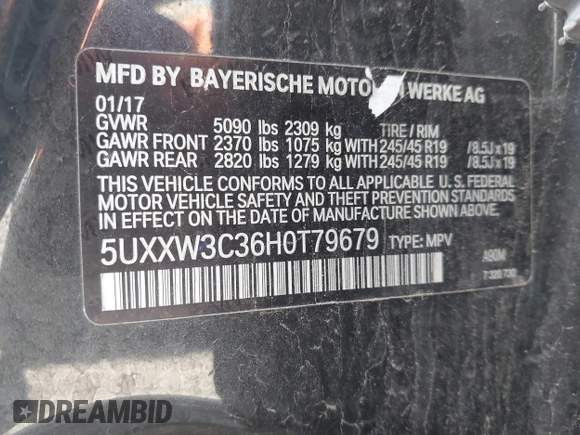 MFD BY BAYERISCHE MOTO N WERKE AG
01/17
GVWR 5090 lbs 2309 kg TIRE / RIM
GAWR FRONT 2370 lbs 1075 kg WITH 245/45 R19 /8.5J x 19
GAWR REAR 2820 lbs 1279 kg WITH 245/45 R19 /8.5J x 19
THIS VEHICLE CONFORMS TO ALL APPLICABLE U. S. FEDERAL
MOTOR VEHICLE SAFETY AND THEFT PREVENTION STANDARDS
IN EFFECT ON THE DATE OF MANUFACTURE SHOWN ABOVE.
5UXXW3C36H0T79679 TYPE: MPV
A90M
DREAMBID